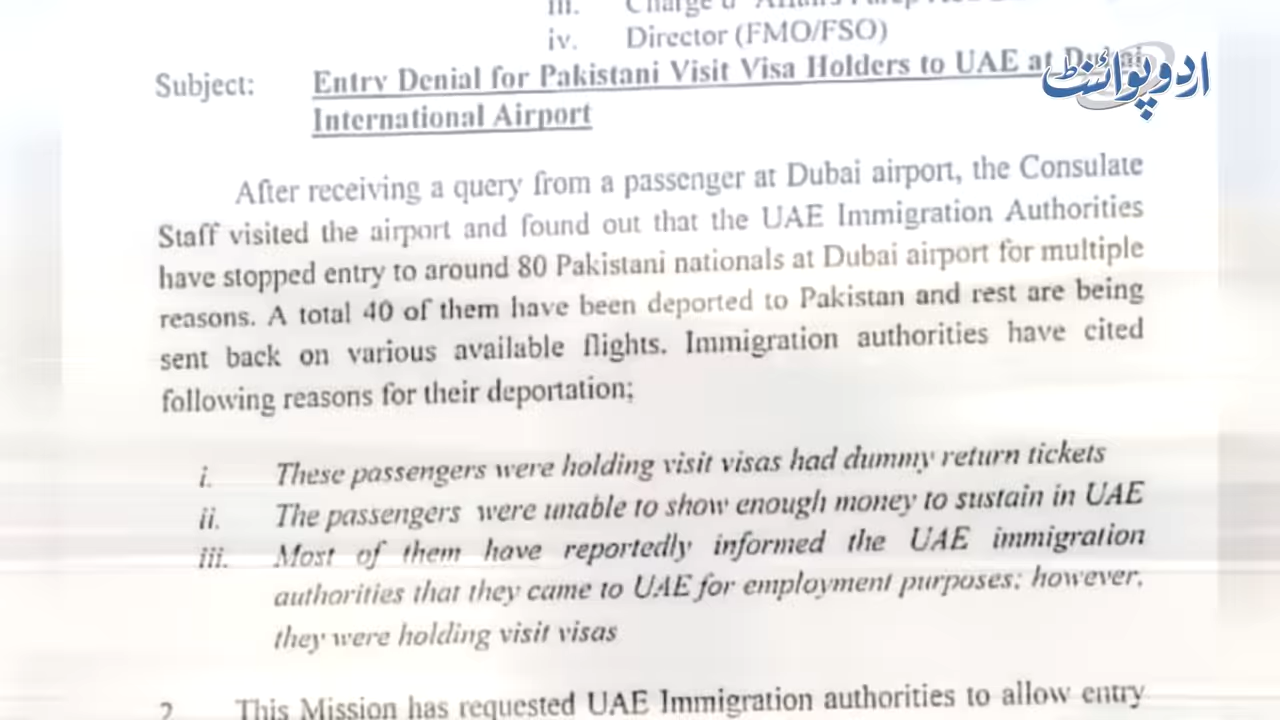 iii.
iv. Director (FMO/FSO)
Subject: Entry Denial for Pakistani Visit Visa Holders to UAE at Dubai
اردوپوائنٹ
International Airport
After receiving a query from a passenger at Dubai airport, the Consulate
Staff visited the airport and found out that the UAE Immigration Authorities
have stopped entry to around 80 Pakistani nationals at Dubai airport for multiple
reasons. A total 40 of them have been deported to Pakistan and rest are being
sent back on various available flights. Immigration authorities have cited
following reasons for their deportation;
i. These passengers were holding visit visas had dummy return tickets
ii. The passengers were unable to show enough money to sustain in UAE
iii. Most of them have reportedly informed the UAE immigration
authorities that they came to UAE for employment purposes; however,
they were holding visit visas
2 This Mission has requested UAE Immigration authorities to allow entry